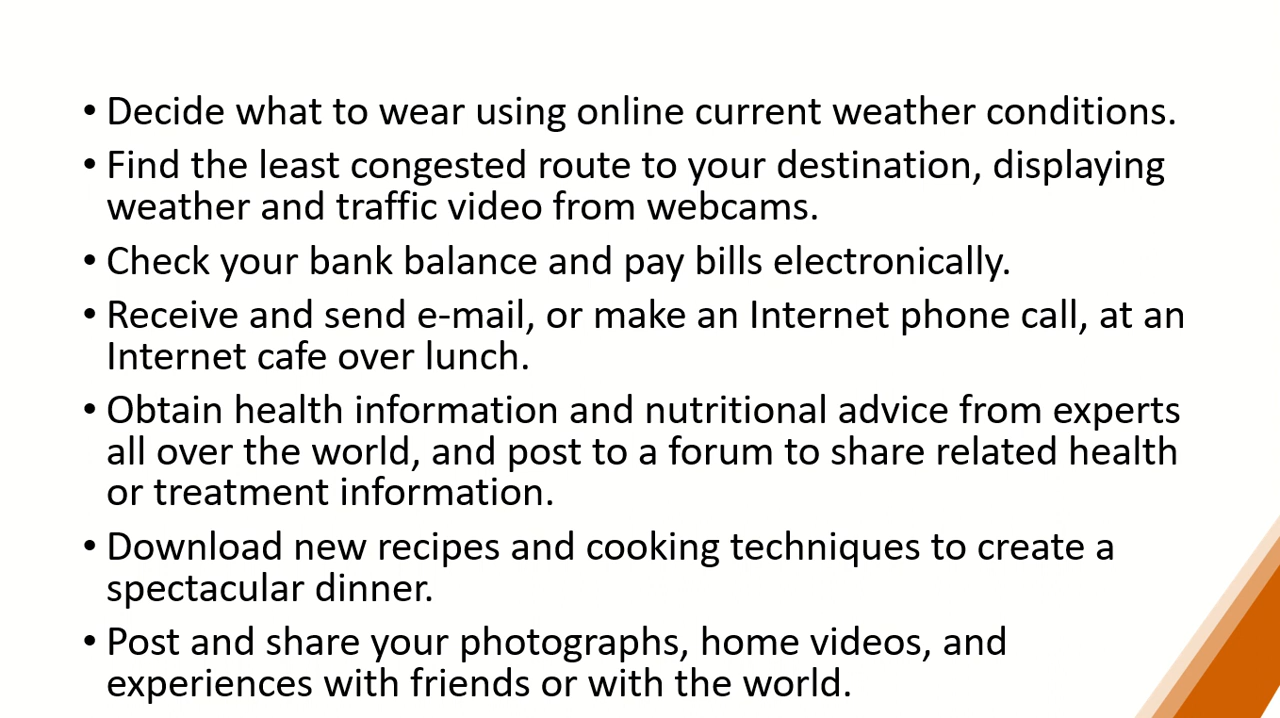 • Decide what to wear using online current weather conditions.
• Find the least congested route to your destination, displaying
weather and traffic video from webcams.
• Check your bank balance and pay bills electronically.
• Receive and send e-mail, or make an Internet phone call, at an
Internet cafe over lunch.
• Obtain health information and nutritional advice from experts
all over the world, and post to a forum to share related health
or treatment information.
• Download new recipes and cooking techniques to create a
spectacular dinner.
• Post and share your photographs, home videos, and
experiences with friends or with the world.